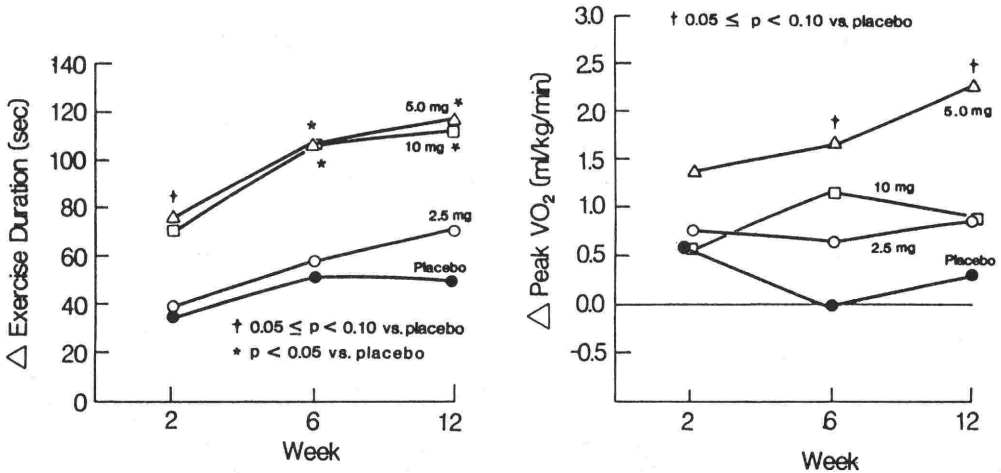 △ Exercise Duration (sec)
140
120
100
80
60
40
20
0
†
*
*
5.0 mg *
10 mg *
2.5 mg
Placebo
† 0.05 ≤ p < 0.10 vs. placebo
* p < 0.05 vs. placebo
2 6 12
Week
△ Peak VO₂ (ml/kg/min)
3.0
2.5
2.0
1.5
1.0
0.5
0.0
-0.5
† 0.05 ≤ p < 0.10 vs. placebo
†
†
5.0 mg
10 mg
2.5 mg
Placebo
2 6 12
Week